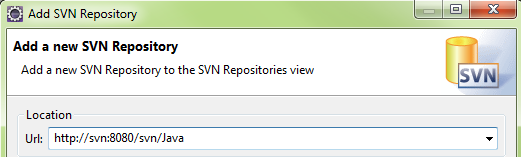 Add SVN Repository
Add a new SVN Repository
Add a new SVN Repository to the SVN Repositories view
SVN
Location
Url: http://svn:8080/svn/Java